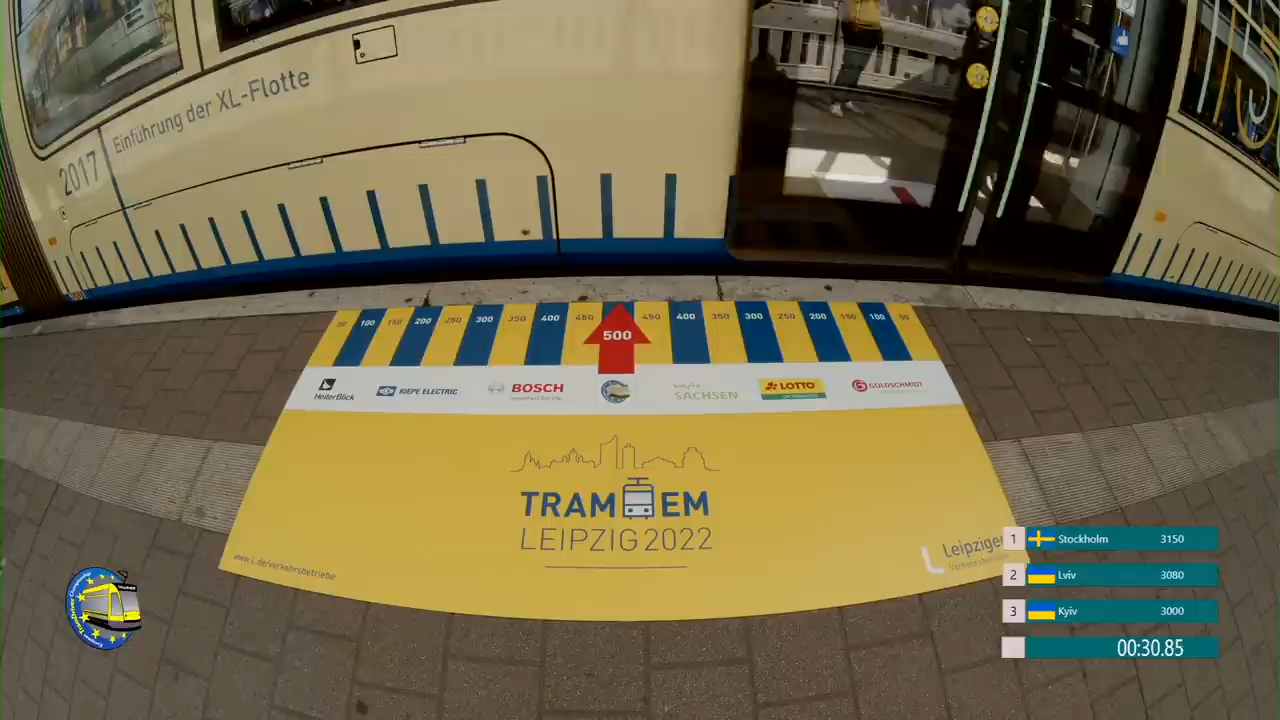 Einführung der XL-Flotte
2017
50 100 150 200 250 300 350 400 450 500 450 400 350 300 250 200 150 100 50
HeiterBlick
KIEPE ELECTRIC
BOSCH
SACHSEN
LOTTO
GOLDSCHMIDT
TRAM EM
LEIPZIG 2022
www.L.de/verkehrsbetriebe
Leipziger
1 Stockholm 3150
2 Lviv 3080
3 Kyiv 3000
00:30.85